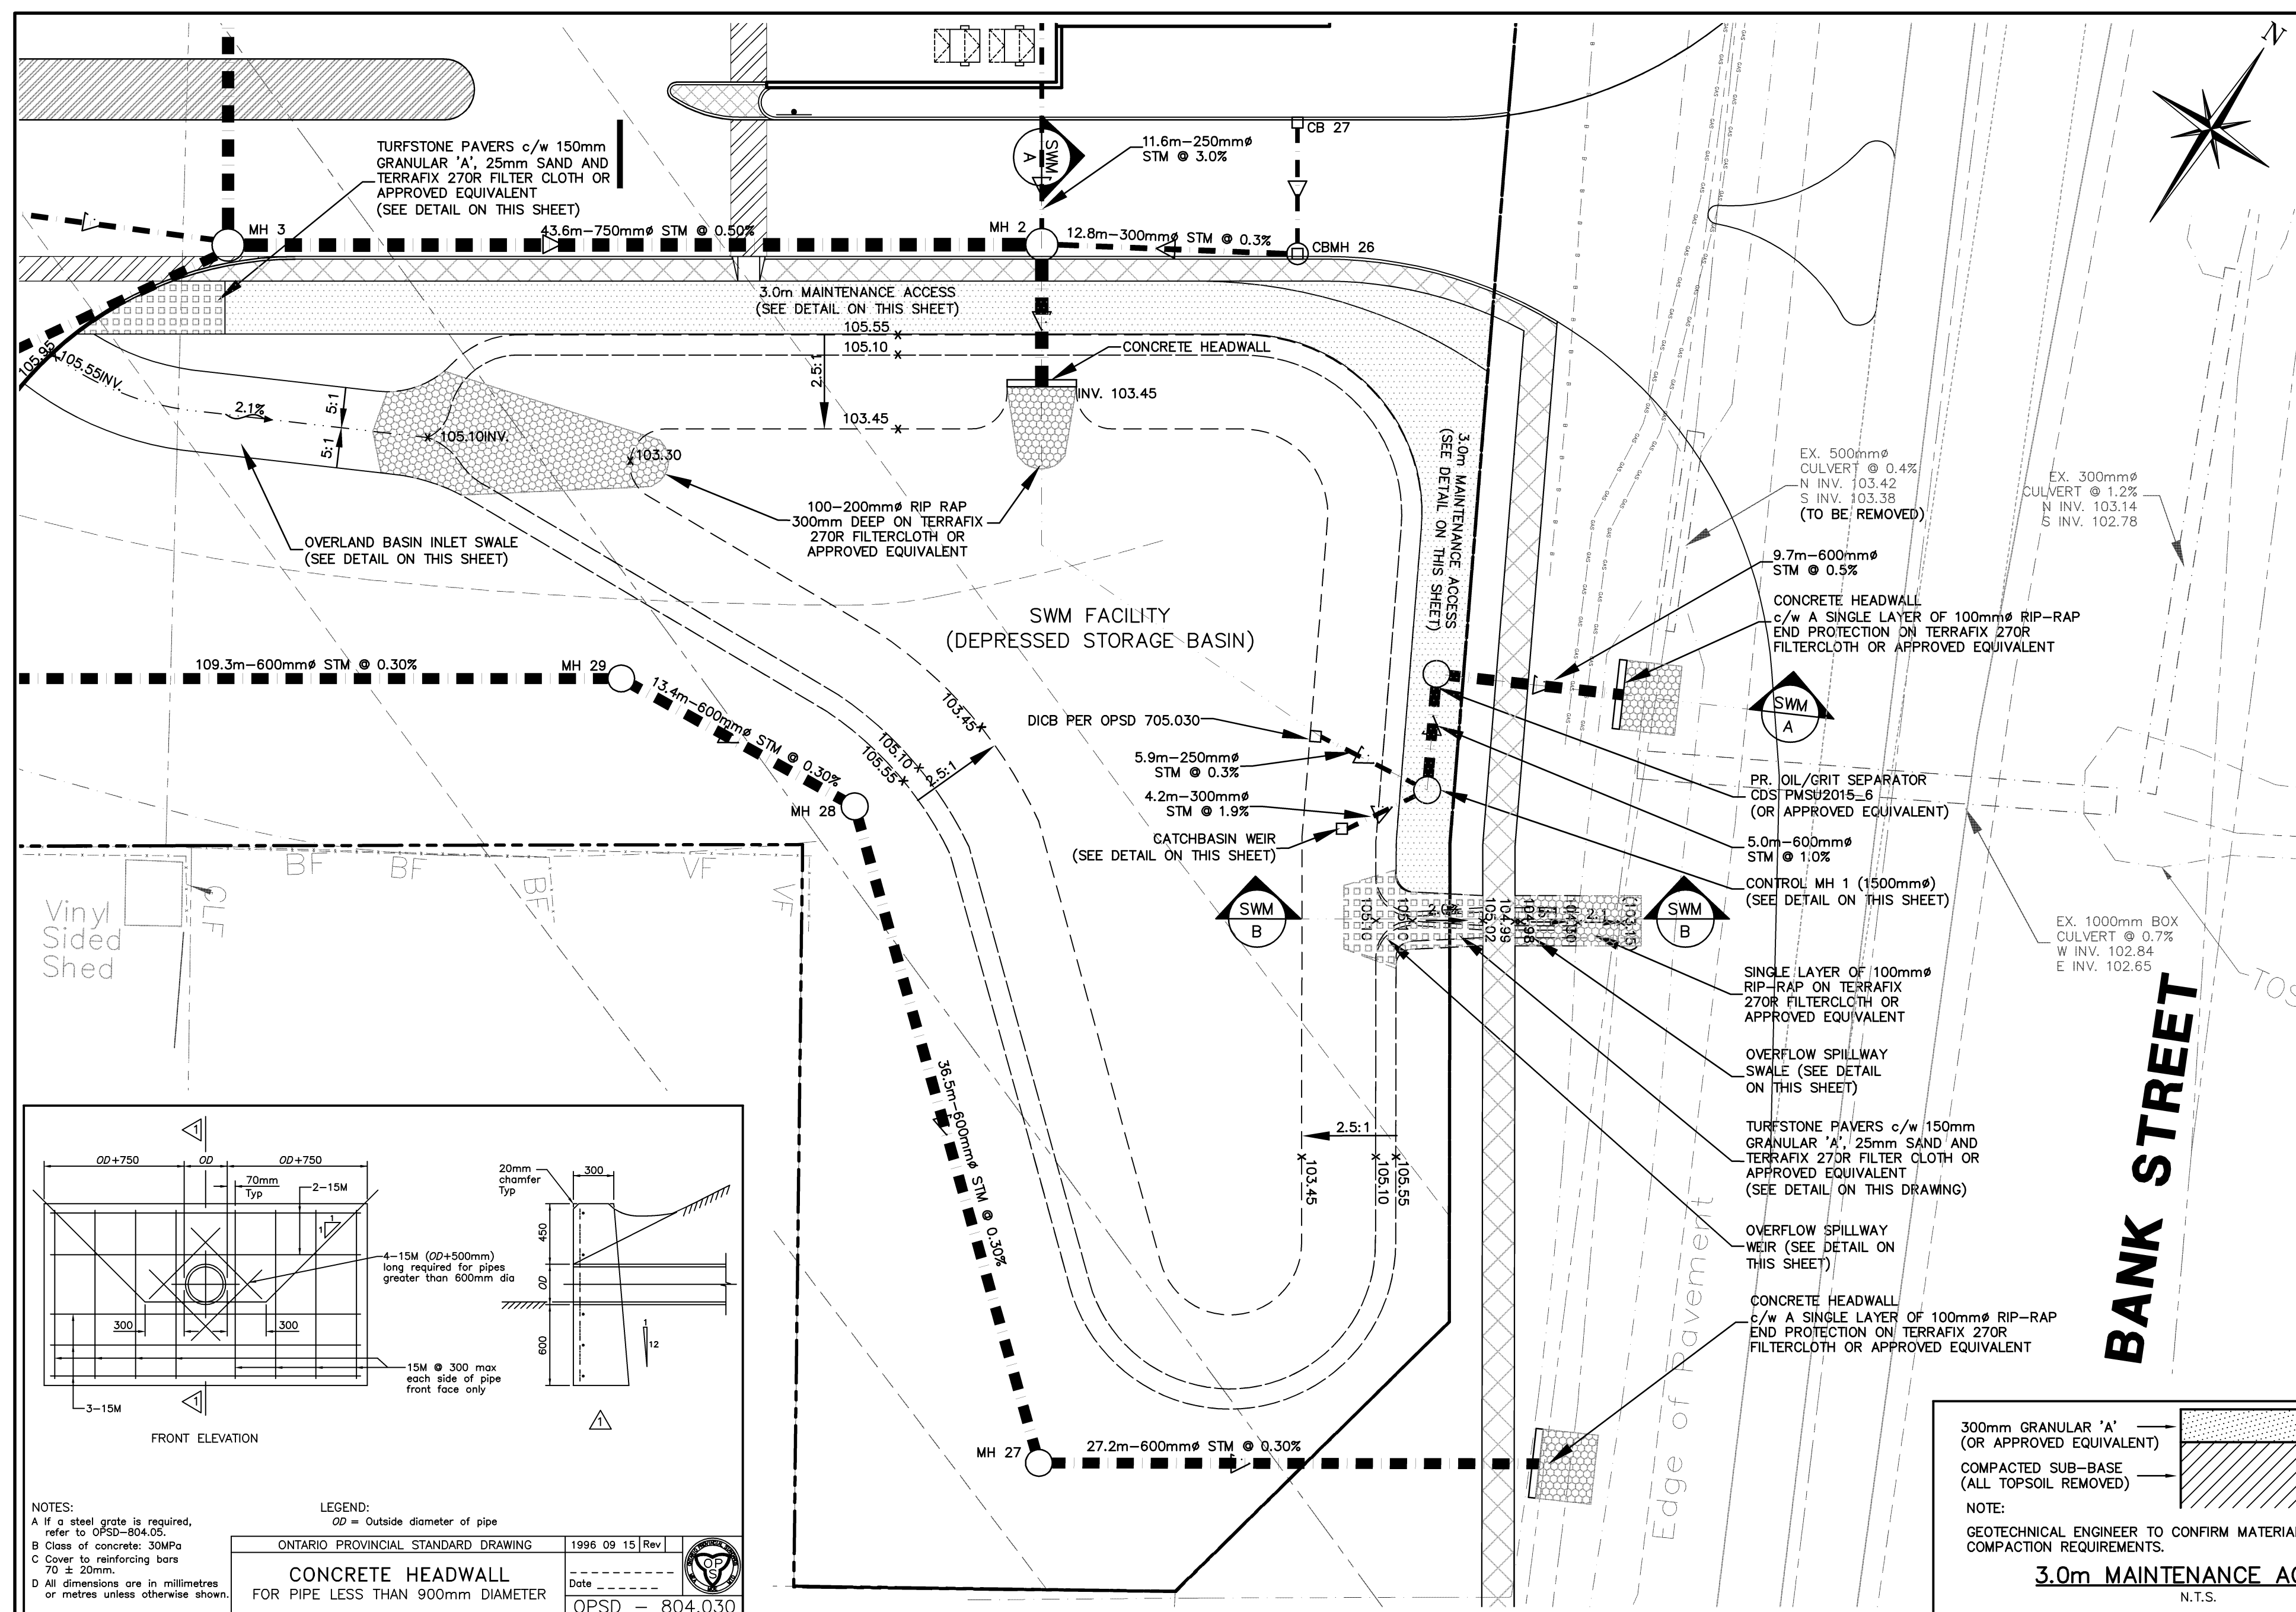 N
TURFSTONE PAVERS c/w 150mm
GRANULAR 'A', 25mm SAND AND
TERRAFIX 270R FILTER CLOTH OR
APPROVED EQUIVALENT
(SEE DETAIL ON THIS SHEET)
SWM
A
11.6m-250mmø
STM @ 3.0%
CB 27
MH 3
43.6m-750mmø STM @ 0.50%
MH 2
12.8m-300mmø STM @ 0.3%
CBMH 26
3.0m MAINTENANCE ACCESS
(SEE DETAIL ON THIS SHEET)
105.55
105.10
2.5:1
103.45
CONCRETE HEADWALL
INV. 103.45
105.95
105.55INV.
2.1%
5:1
5:1
105.10INV.
103.30
100-200mmø RIP RAP
300mm DEEP ON TERRAFIX
270R FILTERCLOTH OR
APPROVED EQUIVALENT
OVERLAND BASIN INLET SWALE
(SEE DETAIL ON THIS SHEET)
3.0m MAINTENANCE ACCESS
(SEE DETAIL ON THIS SHEET)
EX. 500mmø
CULVERT @ 0.4%
N INV. 103.42
S INV. 103.38
(TO BE REMOVED)
EX. 300mmø
CULVERT @ 1.2%
N INV. 103.14
S INV. 102.78
9.7m-600mmø
STM @ 0.5%
CONCRETE HEADWALL
c/w A SINGLE LAYER OF 100mmø RIP-RAP
END PROTECTION ON TERRAFIX 270R
FILTERCLOTH OR APPROVED EQUIVALENT
SWM FACILITY
(DEPRESSED STORAGE BASIN)
109.3m-600mmø STM @ 0.30%
MH 29
13.4m-600mmø STM @ 0.30%
MH 28
103.45
105.10
105.55
2.5:1
DICB PER OPSD 705.030
5.9m-250mmø
STM @ 0.3%
4.2m-300mmø
STM @ 1.9%
CATCHBASIN WEIR
(SEE DETAIL ON THIS SHEET)
SWM
A
PR. OIL/GRIT SEPARATOR
CDS PMSU2015_6
(OR APPROVED EQUIVALENT)
5.0m-600mmø
STM @ 1.0%
CONTROL MH 1 (1500mmø)
(SEE DETAIL ON THIS SHEET)
BF
BF
BF
VF
VF
CLF
Vinyl
Sided
Shed
SWM
B
105.10
105.10
105.02
104.99
104.98
SWM
B
EX. 1000mm BOX
CULVERT @ 0.7%
W INV. 102.84
E INV. 102.65
SINGLE LAYER OF 100mmø
RIP-RAP ON TERRAFIX
270R FILTERCLOTH OR
APPROVED EQUIVALENT
OVERFLOW SPILLWAY
SWALE (SEE DETAIL
ON THIS SHEET)
TURFSTONE PAVERS c/w 150mm
GRANULAR 'A', 25mm SAND AND
TERRAFIX 270R FILTER CLOTH OR
APPROVED EQUIVALENT
(SEE DETAIL ON THIS DRAWING)
OVERFLOW SPILLWAY
WEIR (SEE DETAIL ON
THIS SHEET)
CONCRETE HEADWALL
c/w A SINGLE LAYER OF 100mmø RIP-RAP
END PROTECTION ON TERRAFIX 270R
FILTERCLOTH OR APPROVED EQUIVALENT
BANK STREET
Edge of Pavement
36.5m-600mmø STM @ 0.30%
2.5:1
103.45
105.10
105.55
MH 27
27.2m-600mmø STM @ 0.30%
1
OD+750
OD
OD+750
70mm
Typ
2-15M
1
1
4-15M (OD+500mm)
long required for pipes
greater than 600mm dia
300
300
15M @ 300 max
each side of pipe
front face only
3-15M
1
FRONT ELEVATION
20mm
chamfer
Typ
300
450
OD
600
1
12
1
NOTES:
A If a steel grate is required,
refer to OPSD-804.05.
B Class of concrete: 30MPa
C Cover to reinforcing bars
70 ± 20mm.
D All dimensions are in millimetres
or metres unless otherwise shown.
LEGEND:
OD = Outside diameter of pipe
ONTARIO PROVINCIAL STANDARD DRAWING
1996 09 15 Rev
CONCRETE HEADWALL
FOR PIPE LESS THAN 900mm DIAMETER
Date
OPS
OPSD - 804.030
300mm GRANULAR 'A'
(OR APPROVED EQUIVALENT)
COMPACTED SUB-BASE
(ALL TOPSOIL REMOVED)
NOTE:
GEOTECHNICAL ENGINEER TO CONFIRM
COMPACTION REQUIREMENTS.
3.0m MAINTENANCE
N.T.S.